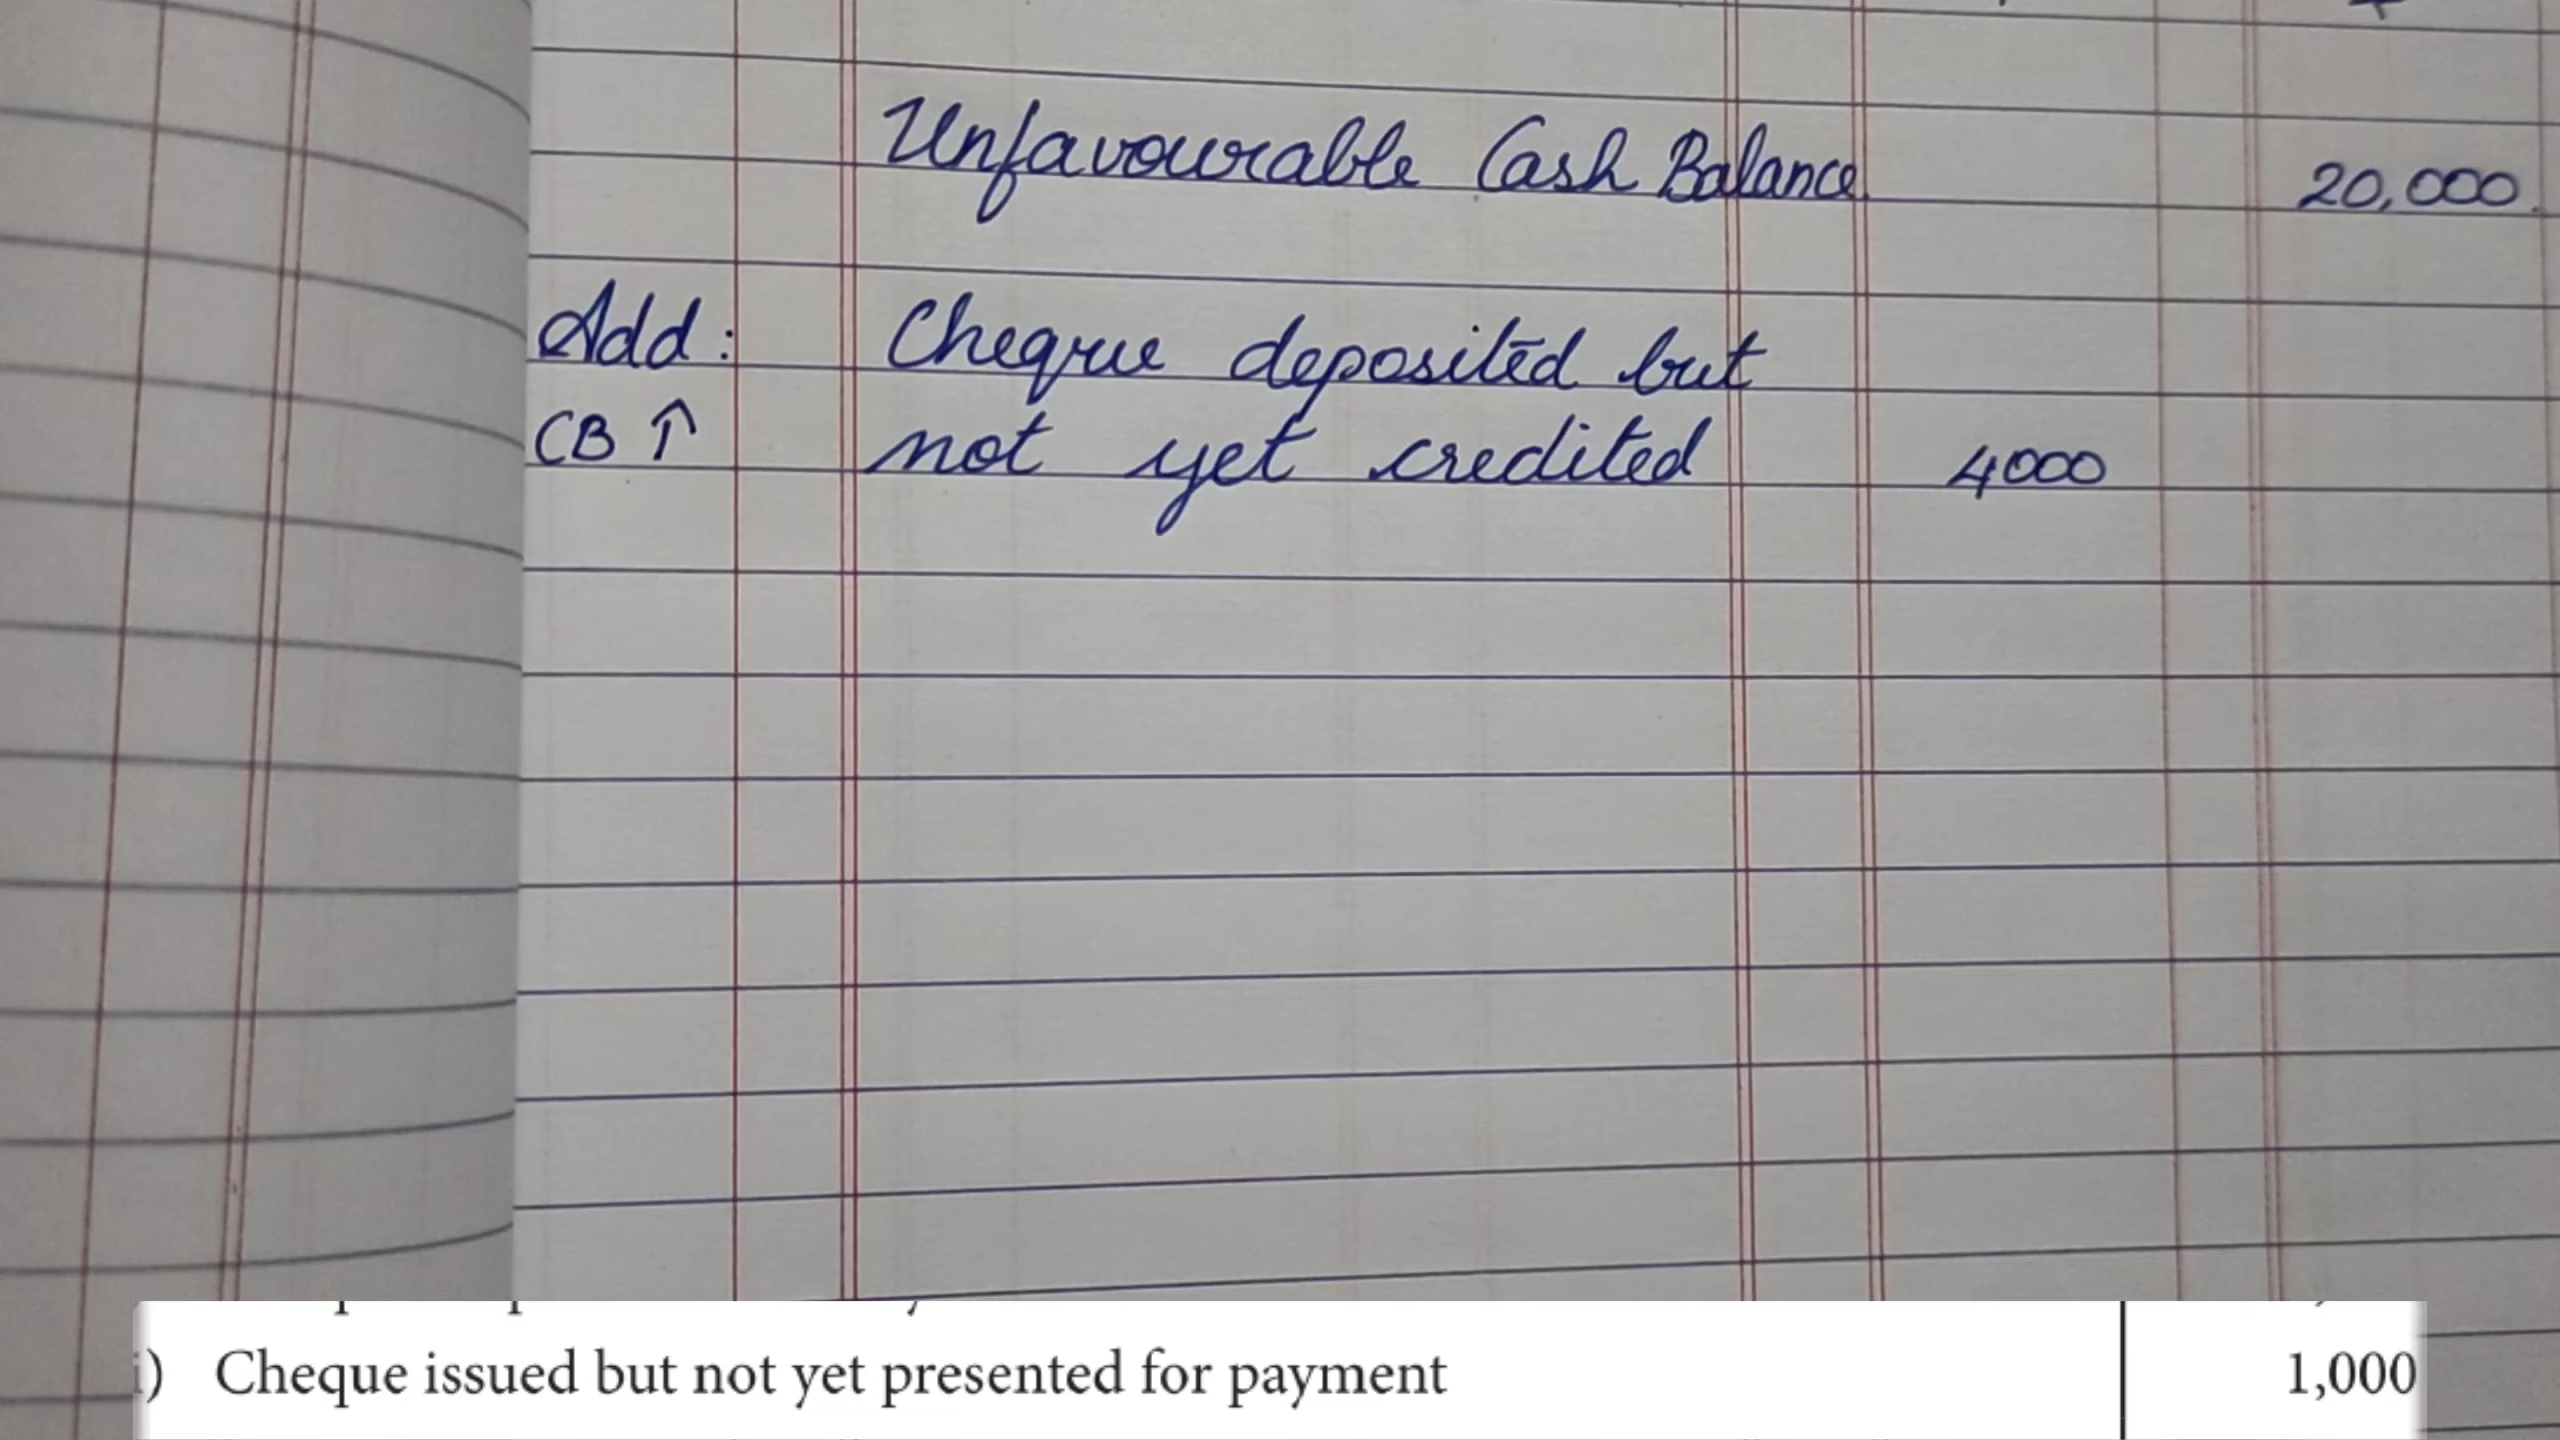 Unfavourable Cash Balance 20,000.
Add: Cheque deposited but
CB ↑ not yet credited 4000
i) Cheque issued but not yet presented for payment 1,000